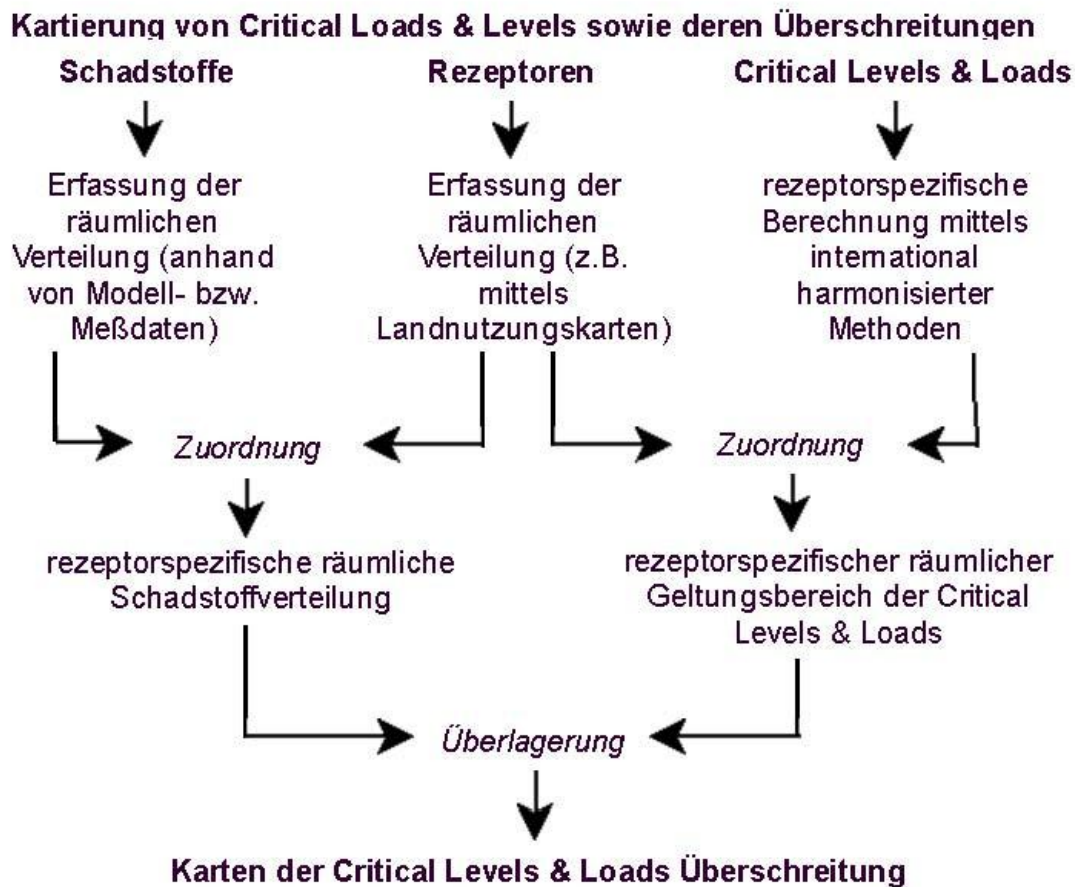 Kartierung von Critical Loads & Levels sowie deren Überschreitungen
Schadstoffe
Rezeptoren
Critical Levels & Loads
Erfassung der
räumlichen
Verteilung (anhand
von Modell- bzw.
Meßdaten)
Erfassung der
räumlichen
Verteilung (z.B.
mittels
Landnutzungskarten)
rezeptorspezifische
Berechnung mittels
international
harmonisierter
Methoden
Zuordnung
Zuordnung
rezeptorspezifische räumliche
Schadstoffverteilung
rezeptorspezifischer räumlicher
Geltungsbereich der Critical
Levels & Loads
Überlagerung
Karten der Critical Levels & Loads Überschreitung